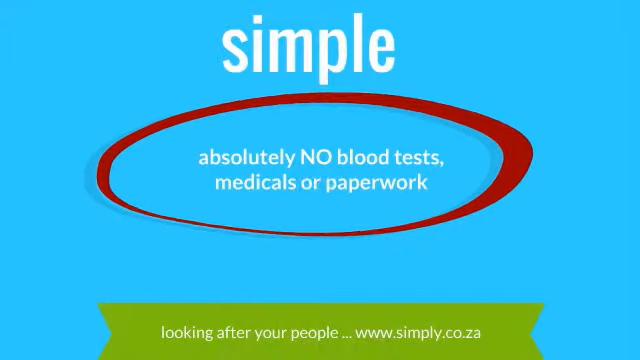 simple
absolutely NO blood tests,
medicals or paperwork
looking after your people ... www.simply.co.za